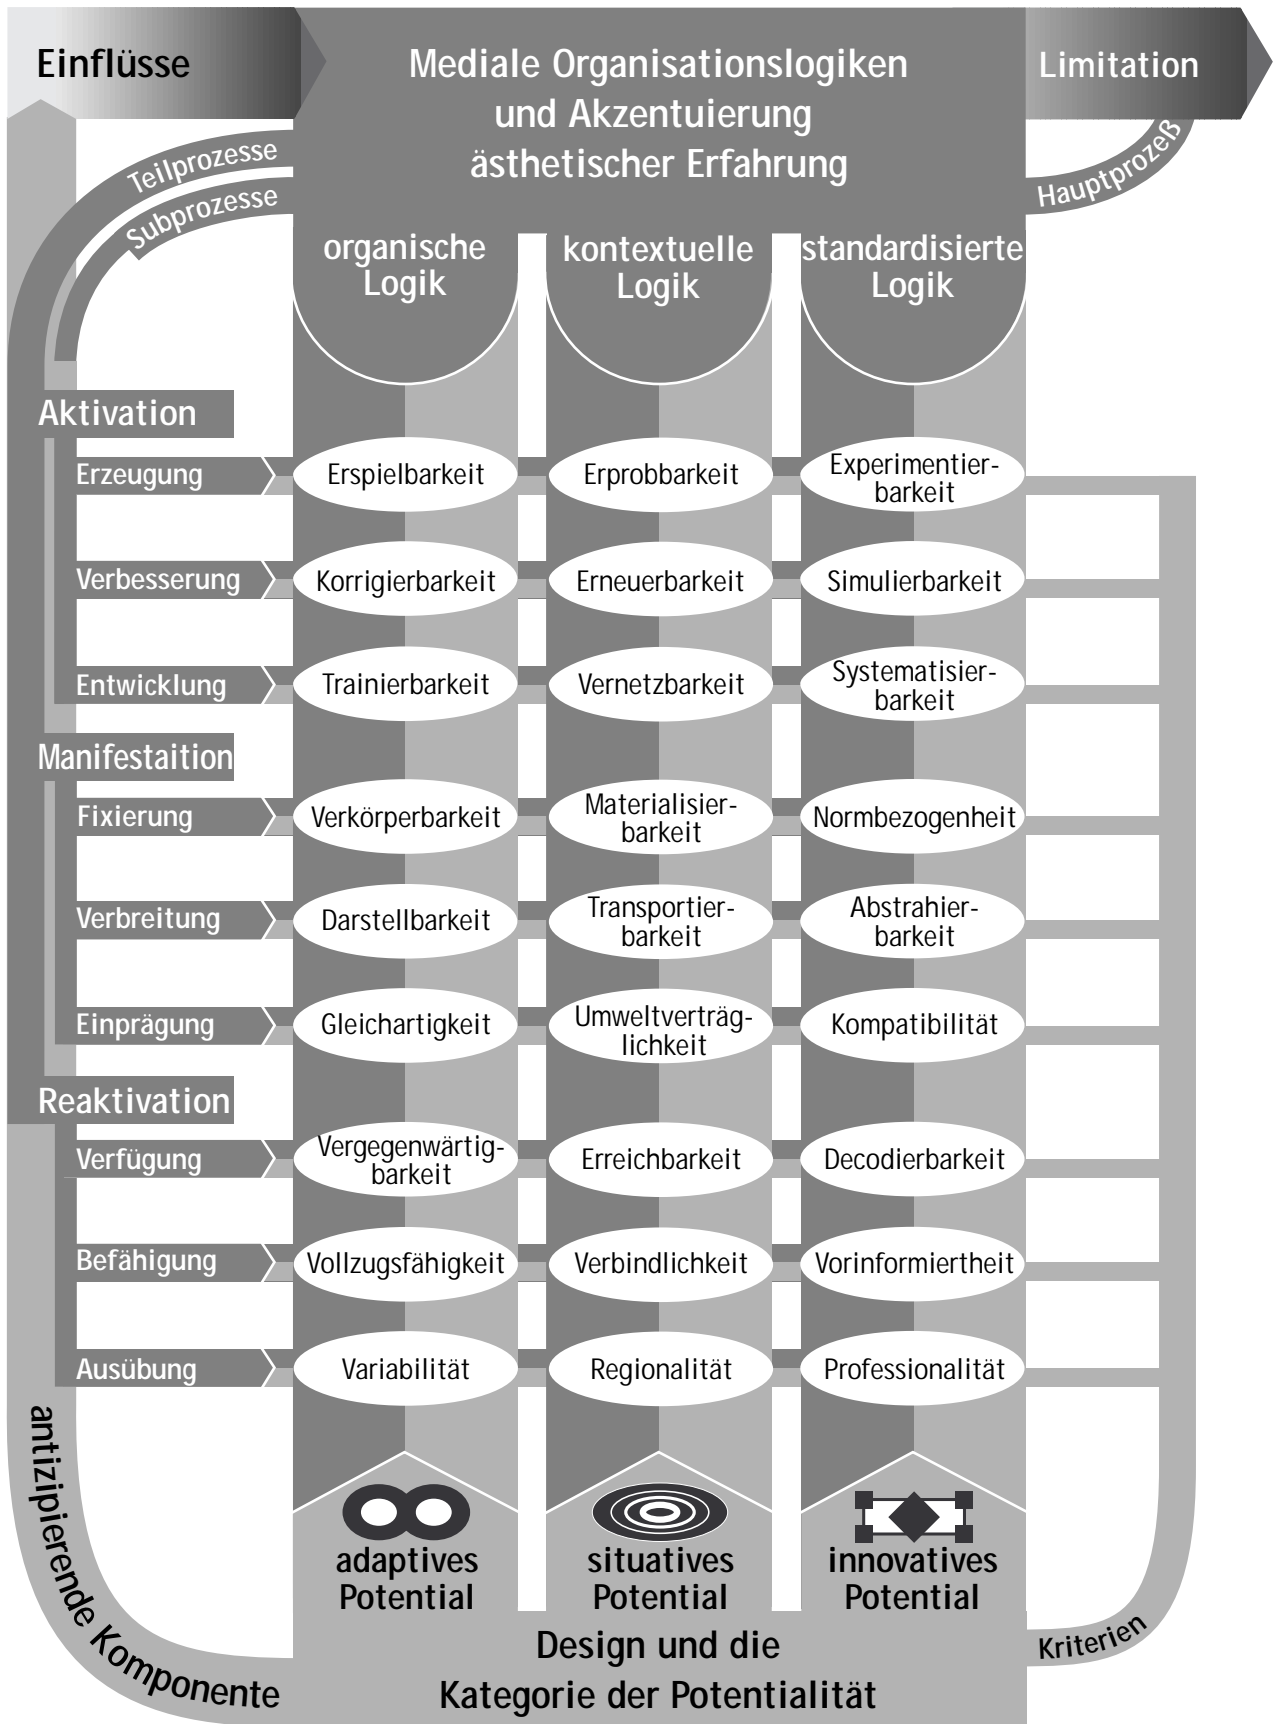 Einflüsse
Mediale Organisationslogiken
und Akzentuierung
ästhetischer Erfahrung
Limitation
Teilprozesse
Subprozesse
Hauptprozeß
organische
Logik
kontextuelle
Logik
standardisierte
Logik
Aktivation
Erzeugung
Erspielbarkeit
Erprobbarkeit
Experimentier-
barkeit
Verbesserung
Korrigierbarkeit
Erneuerbarkeit
Simulierbarkeit
Entwicklung
Trainierbarkeit
Vernetzbarkeit
Systematisier-
barkeit
Manifestaition
Fixierung
Verkörperbarkeit
Materialisier-
barkeit
Normbezogenheit
Verbreitung
Darstellbarkeit
Transportier-
barkeit
Abstrahier-
barkeit
Einprägung
Gleichartigkeit
Umweltverträg-
lichkeit
Kompatibilität
Reaktivation
Verfügung
Vergegenwärtig-
barkeit
Erreichbarkeit
Decodierbarkeit
Befähigung
Vollzugsfähigkeit
Verbindlichkeit
Vorinformiertheit
Ausübung
Variabilität
Regionalität
Professionalität
antizipierende Komponente
adaptives
Potential
situatives
Potential
innovatives
Potential
Design und die
Kategorie der Potentialität
Kriterien